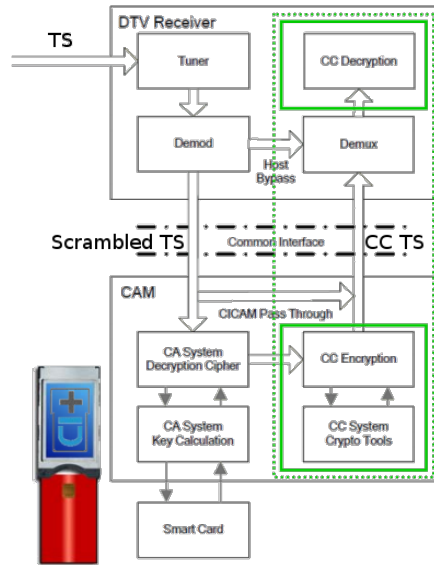 DTV Receiver
TS
Tuner
CC Decryption
Demod
Demux
Host
Bypass
Scrambled TS
Common Interface
CC TS
CAM
CICAM Pass Through
CA System
Decryption Cipher
CC Encryption
CA System
Key Calculation
CC System
Crypto Tools
Smart Card